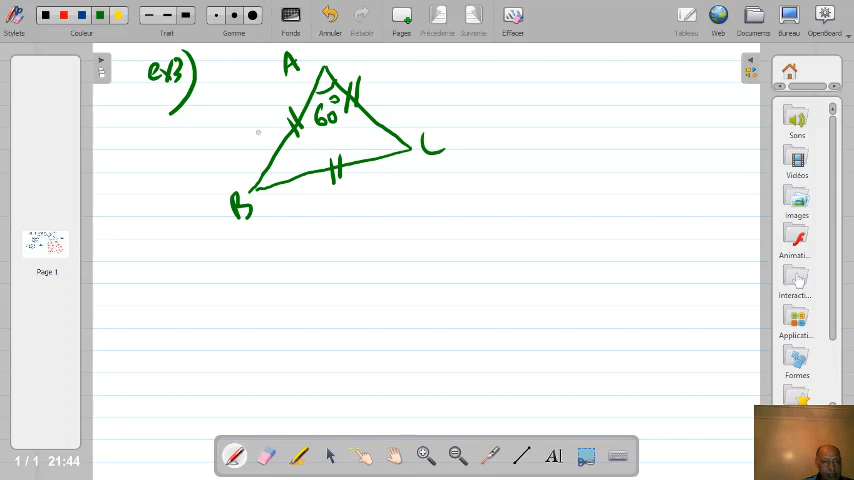 Stylets
Couleur
Trait
Gomme
Fonds
Annuler
Rétablir
Pages
Précédente
Suivante
Effacer
Tableau
Web
Documents
Bureau
OpenBoard
ex3)
A
60°
B
C
Page 1
1 / 1 21:44
Sons
Vidéos
Images
Animati...
Interacti...
Applicati...
Formes